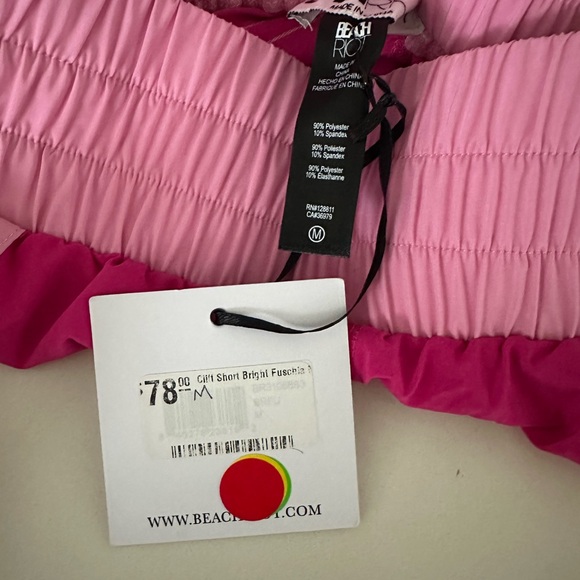 MADE IN
BEACH
RIOT
MADE IN
CHINA
HECHO EN CHINA
FABRIQUE EN CHINA
90% Polyester
10% Spandex
90% Poliéster
10% Spandex
90% Polyester
10% Elasthanne
RN#128811
CA#36979
M
$78.00 Clift Short Bright Fuschia
M
WWW.BEACH .COM